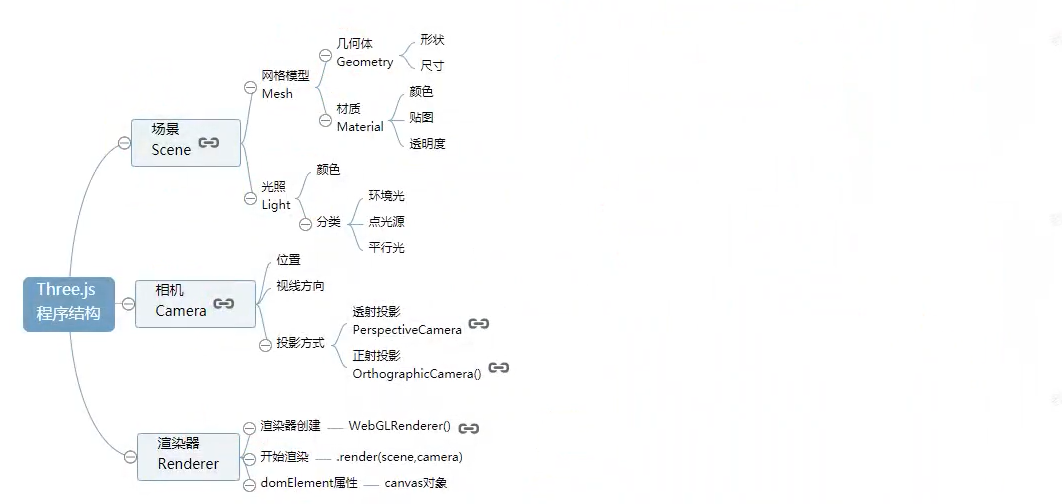 Three.js
程序结构
场景
Scene
网格模型
Mesh
几何体
Geometry
形状
尺寸
材质
Material
颜色
贴图
透明度
光照
Light
颜色
分类
环境光
点光源
平行光
相机
Camera
位置
视线方向
投影方式
透射投影
PerspectiveCamera
正射投影
OrthographicCamera()
渲染器
Renderer
渲染器创建
WebGLRenderer()
开始渲染
.render(scene,camera)
domElement属性
canvas对象